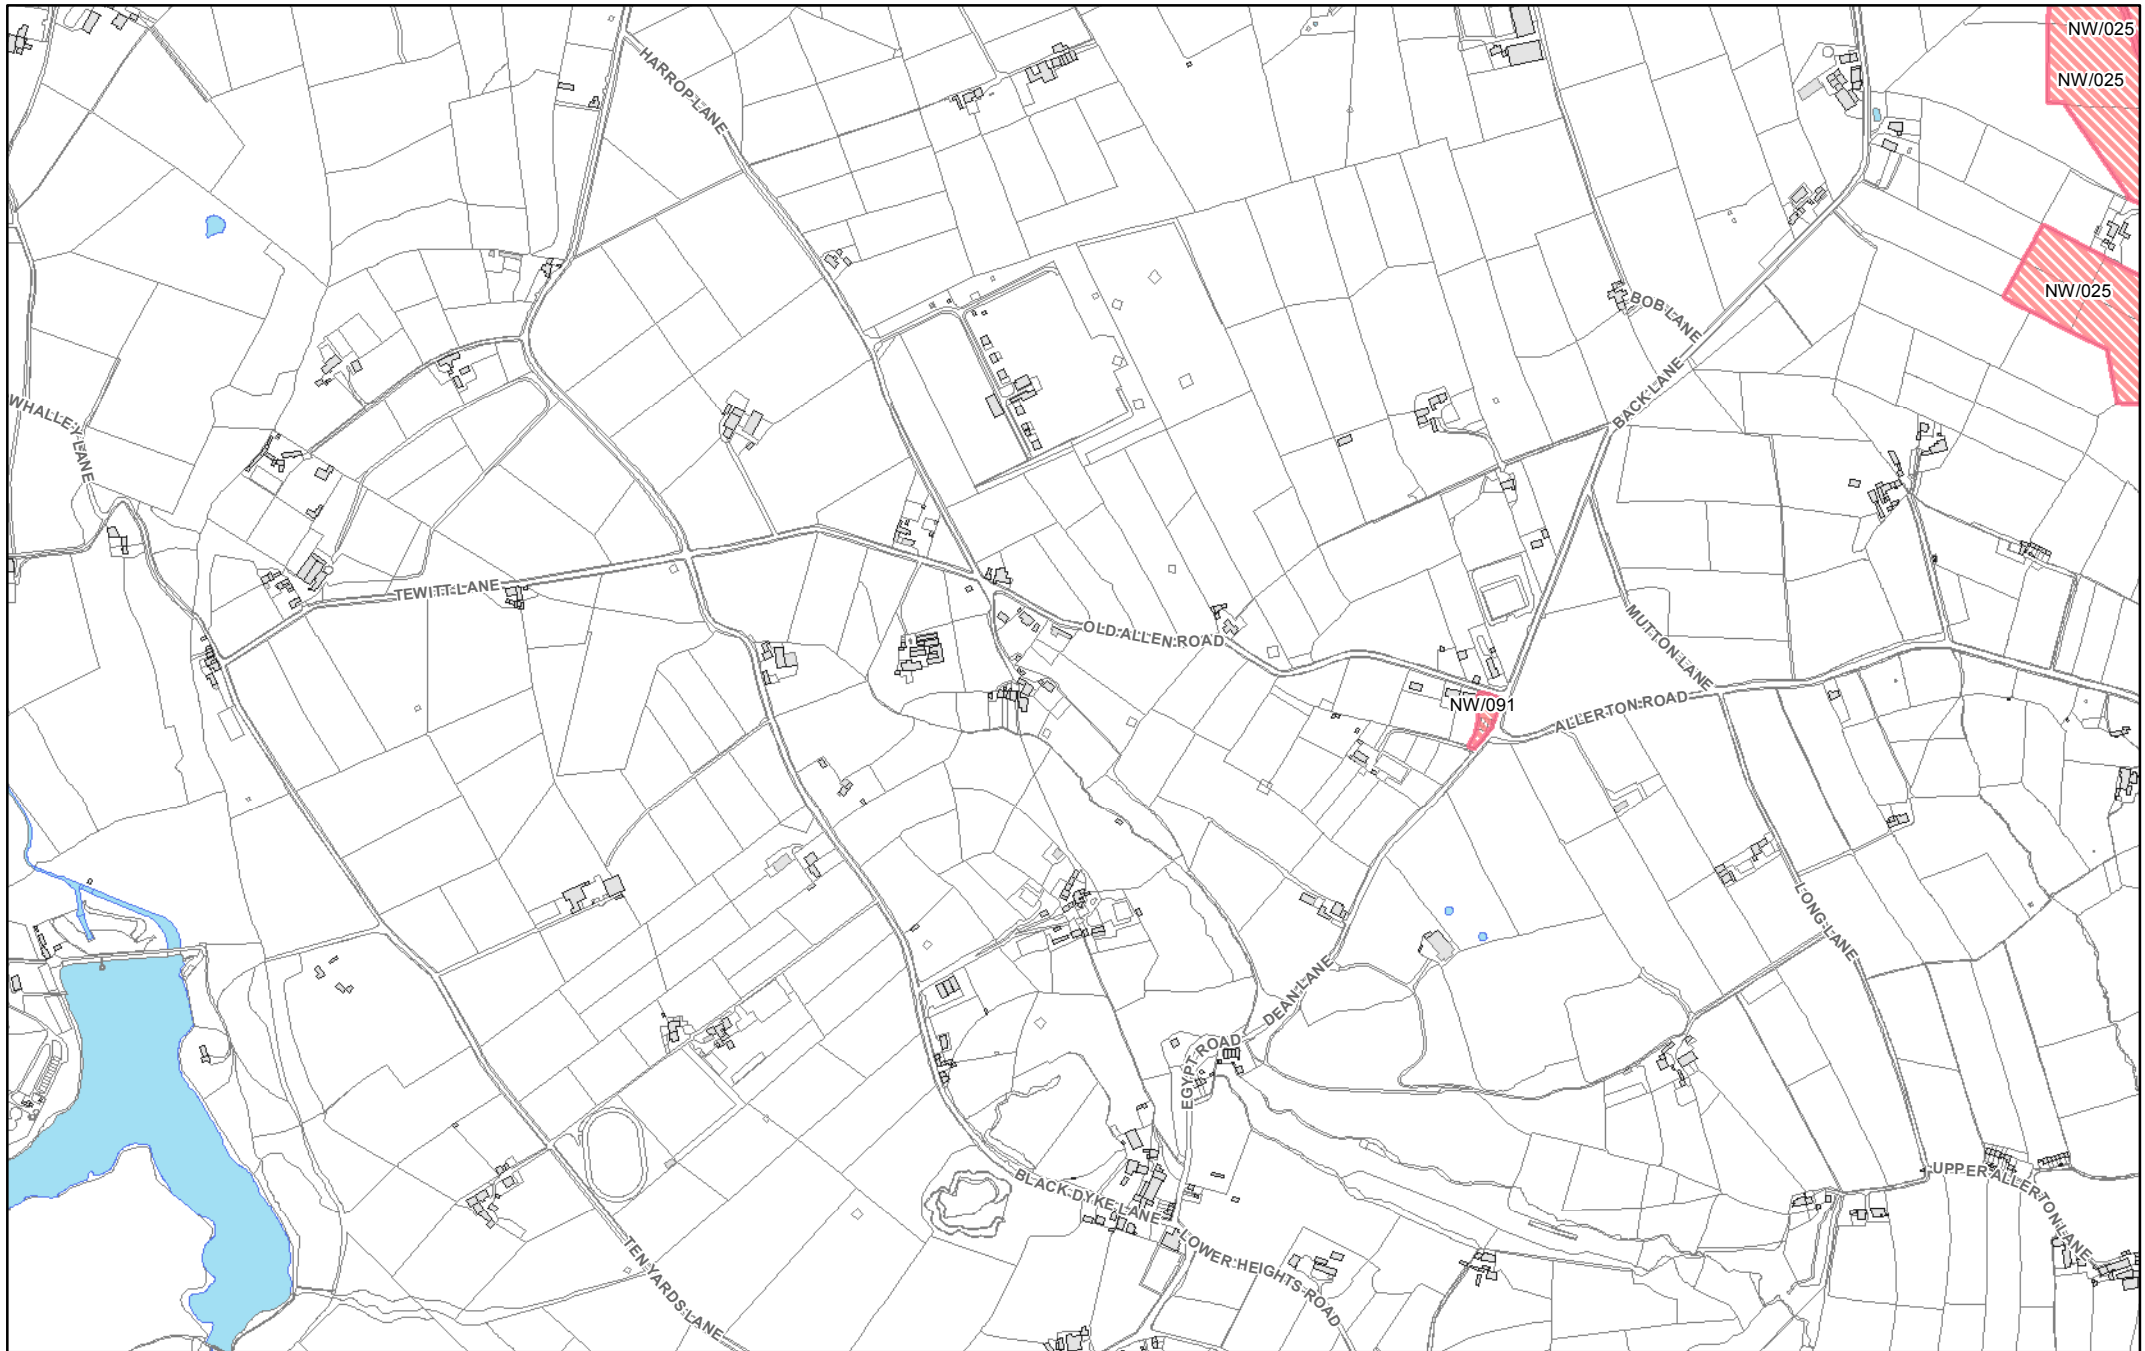 NW/025
HARROP LANE
NW/025
NW/025
BOB LANE
BACK LANE
WHALLEY LANE
TEWITT LANE
OLD ALLEN ROAD
MUTTON LANE
NW/091
ALLERTON ROAD
LONG LANE
DEAN LANE
EGYPT ROAD
BLACK DYKE LANE
UPPER ALLERTON LANE
LOWER HEIGHTS ROAD
TEN YARDS LANE